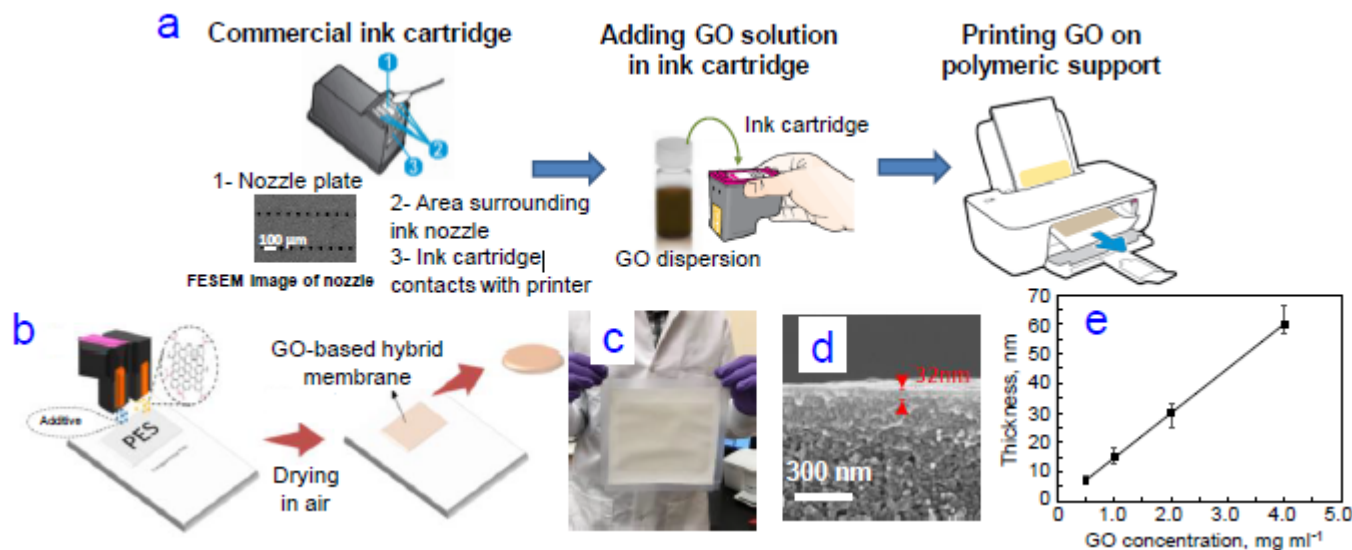 a
Commercial ink cartridge
1
2
3
1- Nozzle plate
100 µm
FESEM image of nozzle
2- Area surrounding
ink nozzle
3- Ink cartridge
contacts with printer
Adding GO solution
in ink cartridge
Ink cartridge
GO dispersion
Printing GO on
polymeric support
b
Additive
PES
Drying
in air
GO-based hybrid
membrane
c
d
32nm
300 nm
e
Thickness, nm
70
60
50
40
30
20
10
0
0 1.0 2.0 3.0 4.0 5.0
GO concentration, mg ml⁻¹